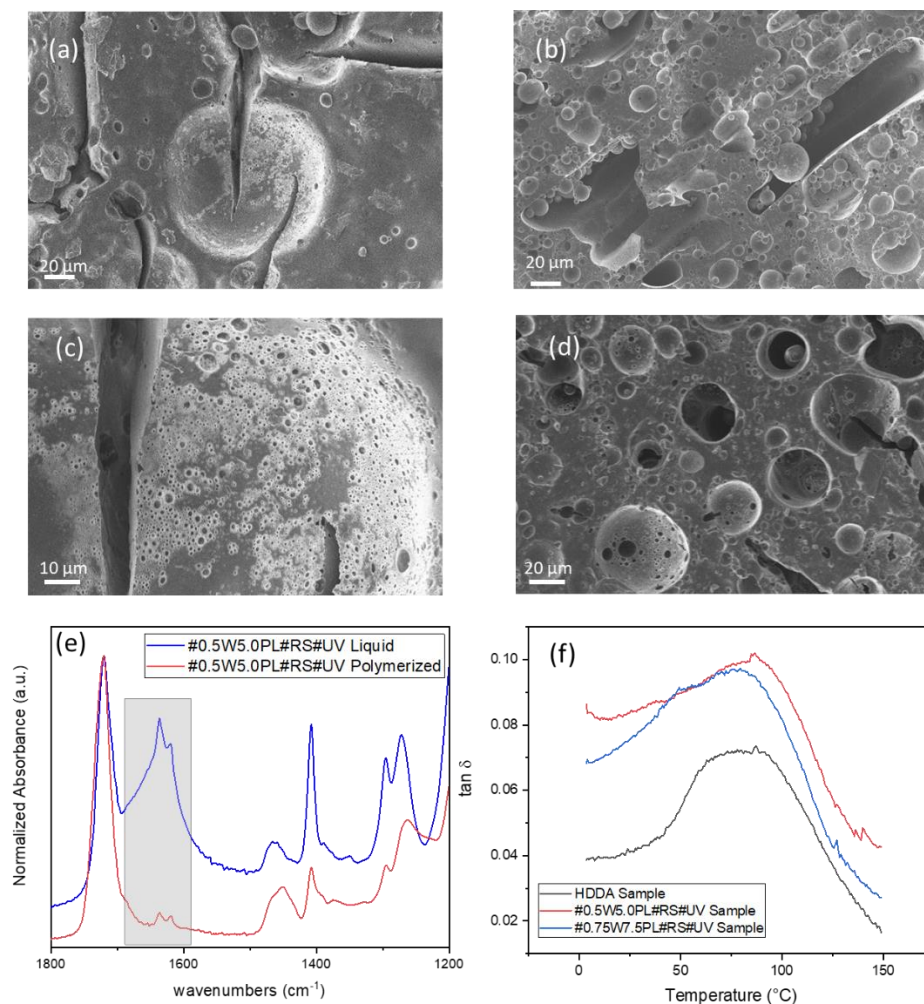 (a)
20 µm
(b)
20 µm
(c)
10 µm
(d)
20 µm
(e)
#0.5W5.0PL#RS#UV Liquid
#0.5W5.0PL#RS#UV Polymerized
Normalized Absorbance (a.u.)
1800
1600
1400
1200
wavenumbers (cm⁻¹)
(f)
0.10
0.08
0.06
0.04
0.02
tan δ
HDDA Sample
#0.5W5.0PL#RS#UV Sample
#0.75W7.5PL#RS#UV Sample
0
50
100
150
Temperature (°C)